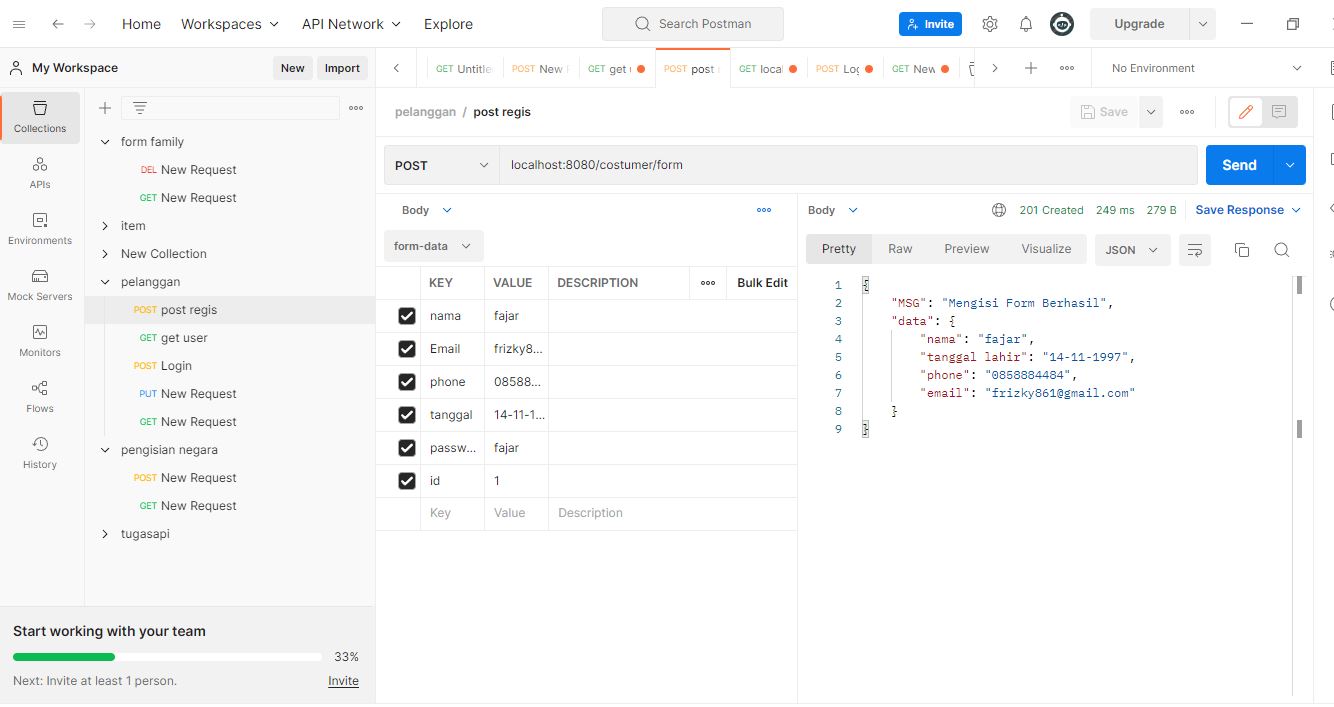 Home Workspaces API Network Explore Search Postman Invite Upgrade
My Workspace New Import
GET Untitle POST New GET get POST post GET local POST Log GET New No Environment
Collections
APIs
Environments
Mock Servers
Monitors
Flows
History
form family
DEL New Request
GET New Request
item
New Collection
pelanggan
POST post regis
GET get user
POST Login
PUT New Request
GET New Request
pengisian negara
POST New Request
GET New Request
tugasapi
Start working with your team
33%
Next: Invite at least 1 person. Invite
pelanggan / post regis Save
POST localhost:8080/costumer/form Send
Body
form-data
KEY VALUE DESCRIPTION Bulk Edit
nama fajar
Email frizky8...
phone 08588...
tanggal 14-11-1...
passw... fajar
id 1
Key Value Description
Body 201 Created 249 ms 279 B Save Response
Pretty Raw Preview Visualize JSON
1 {
2 "MSG": "Mengisi Form Berhasil",
3 "data": {
4 "nama": "fajar",
5 "tanggal lahir": "14-11-1997",
6 "phone": "0858884484",
7 "email": "frizky861@gmail.com"
8 }
9 }